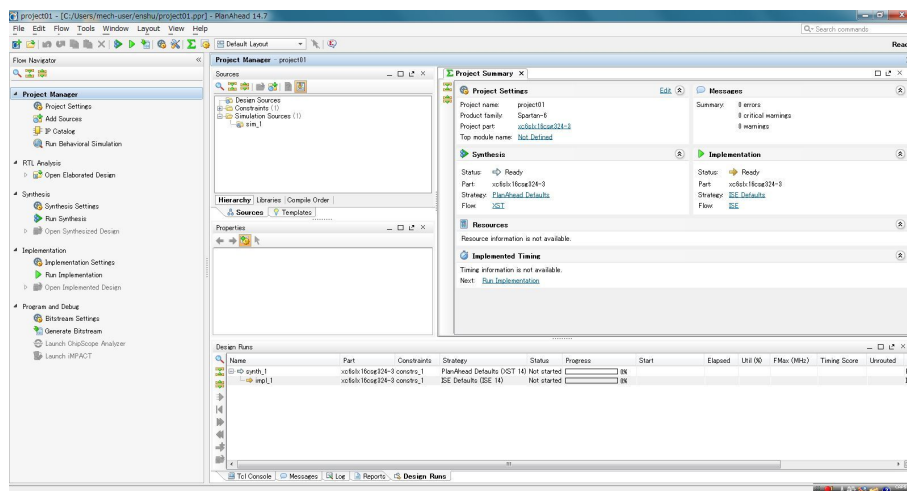 project01 - [C:/Users/mech-user/enshu/project01.ppr] - PlanAhead 14.7
File Edit Flow Tools Window Layout View Help
Search commands
Default Layout
Flow Navigator
Project Manager
Project Settings
Add Sources
IP Catalog
Run Behavioral Simulation
RTL Analysis
Open Elaborated Design
Synthesis
Synthesis Settings
Run Synthesis
Open Synthesized Design
Implementation
Implementation Settings
Run Implementation
Open Implemented Design
Program and Debug
Bitstream Settings
Generate Bitstream
Launch ChipScope Analyzer
Launch iMPACT
Project Manager - project01
Sources
Design Sources
Constraints (1)
Simulation Sources (1)
sim_1
Hierarchy Libraries Compile Order
Sources Templates
Properties
Project Summary
Project Settings Edit
Project name: project01
Product family: Spartan-6
Project part: xc6slx16csg324-3
Top module name: Not Defined
Messages
Summary: 0 errors
0 critical warnings
0 warnings
Synthesis
Status: Ready
Part: xc6slx16csg324-3
Strategy: PlanAhead Defaults
Flow: XST
Implementation
Status: Ready
Part: xc6slx16csg324-3
Strategy: ISE Defaults
Flow: ISE
Resources
Resource information is not available.
Implemented Timing
Timing information is not available.
Next: Run Implementation
Design Runs
Name Part Constraints Strategy Status Progress Start Elapsed Util (%) FMax (MHz) Timing Score Unrouted
synth_1 xc6slx16csg324-3 constrs_1 PlanAhead Defaults (XST 14) Not started 0%
impl_1 xc6slx16csg324-3 constrs_1 ISE Defaults (ISE 14) Not started 0%
Tcl Console Messages Log Reports Design Runs